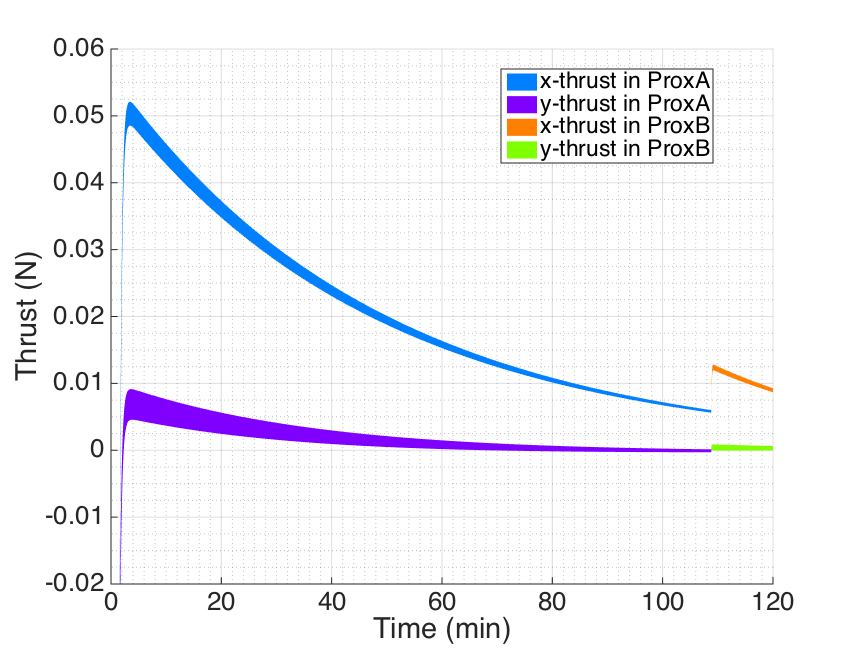 0.06
0.05
0.04
0.03
0.02
0.01
0
-0.01
-0.02
Thrust (N)
x-thrust in ProxA
y-thrust in ProxA
x-thrust in ProxB
y-thrust in ProxB
0 20 40 60 80 100 120
Time (min)